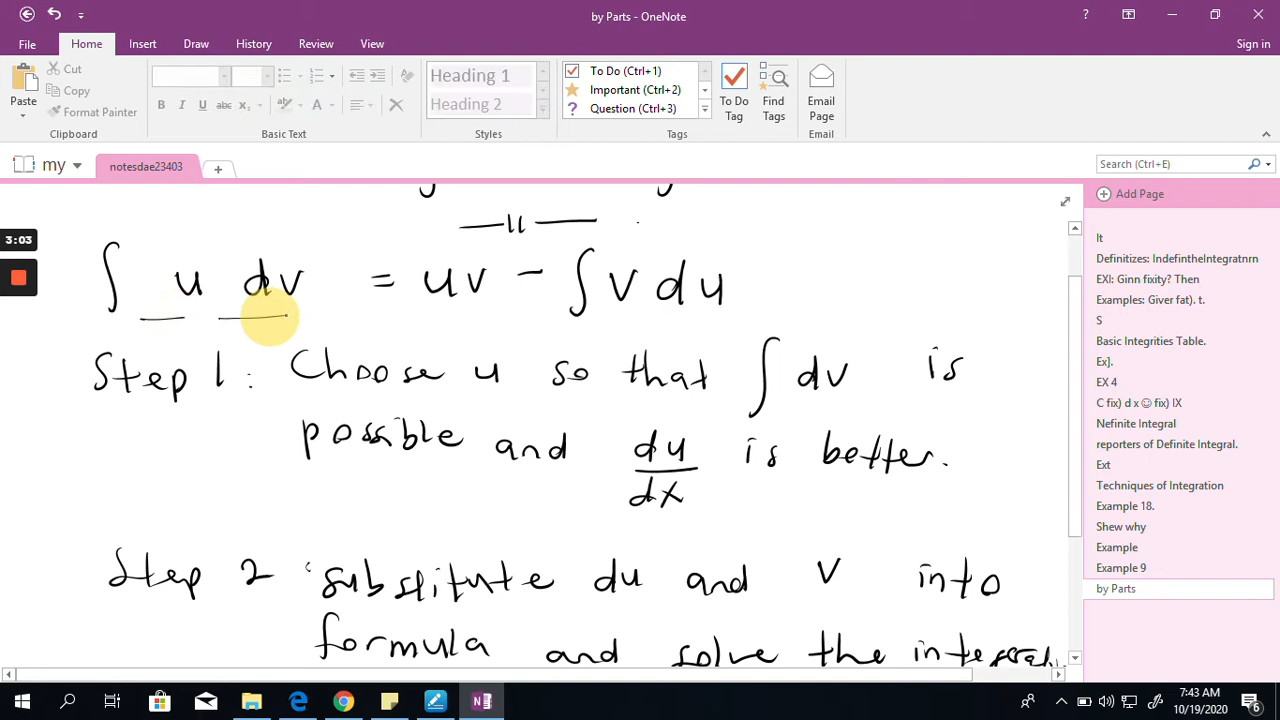 by Parts - OneNote
?
File
Home
Insert
Draw
History
Review
View
Sign in
Paste
Cut
Copy
Format Painter
Clipboard
B I U abc X₂ A
Basic Text
Heading 1
Heading 2
Styles
To Do (Ctrl+1)
Important (Ctrl+2)
? Question (Ctrl+3)
Tags
To Do
Tag
Find
Tags
Email
Page
Email
my
notesdae23403
Search (Ctrl+E)
Add Page
It
Definitizes: IndefintheIntegratnrn
EXI: Ginn fixity? Then
Examples: Giver fat). t.
S
Basic Integrities Table.
Ex].
EX 4
C fix) d x ☺ fix) IX
Nefinite Integral
reporters of Definite Integral.
Ext
Techniques of Integration
Example 18.
Shew why
Example
Example 9
by Parts
3:03
∫ u dv = uv - ∫ v du
Step 1: Choose u so that ∫ dv is
possible and du/dx is better.
Step 2 : substitute du and v into
formula and solve the integral
7:43 AM
10/19/2020
6